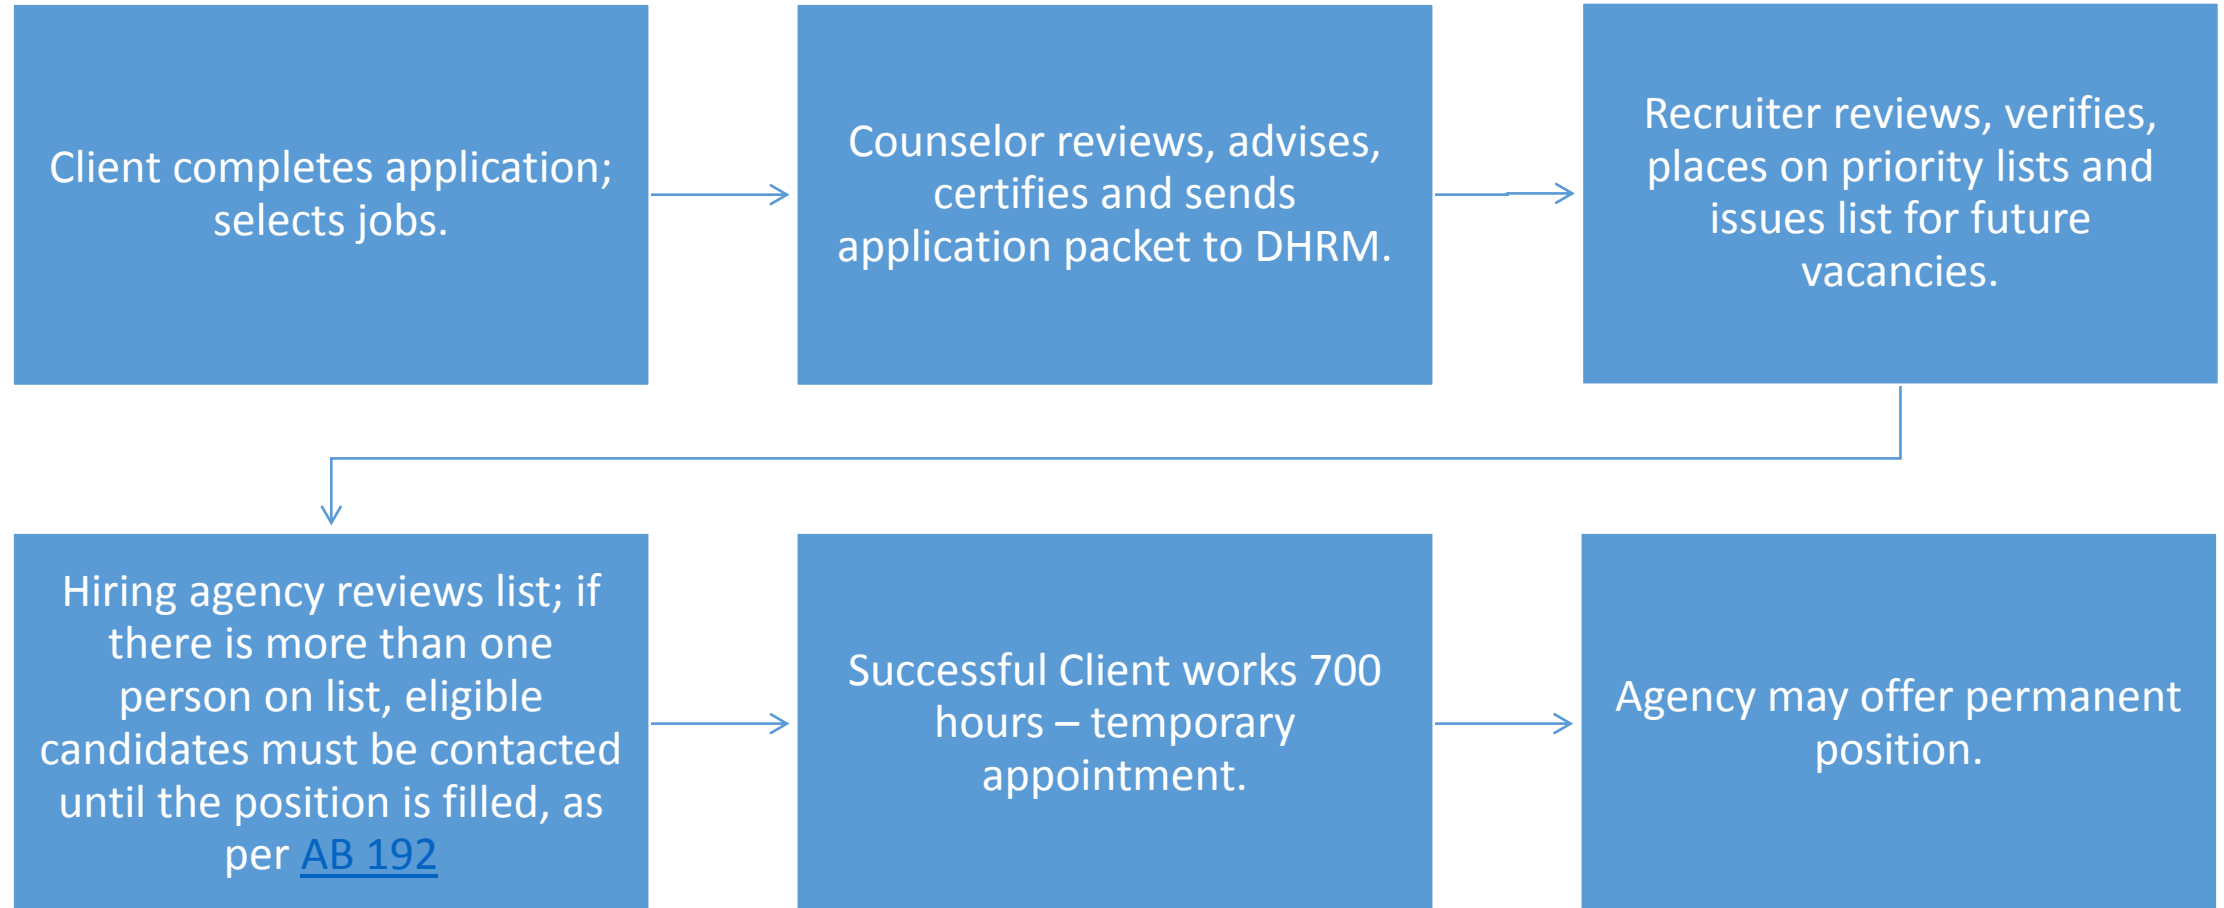 Client completes application;
selects jobs.
Counselor reviews, advises,
certifies and sends
application packet to DHRM.
Recruiter reviews, verifies,
places on priority lists and
issues list for future
vacancies.
Hiring agency reviews list; if
there is more than one
person on list, eligible
candidates must be contacted
until the position is filled, as
per AB 192
Successful Client works 700
hours – temporary
appointment.
Agency may offer permanent
position.